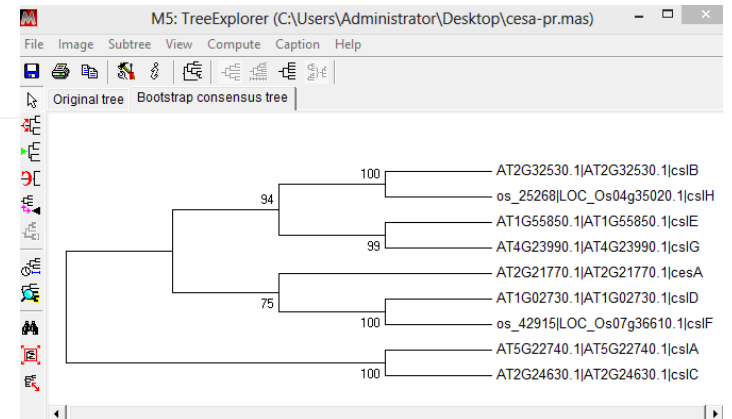 M5: TreeExplorer (C:\Users\Administrator\Desktop\cesa-pr.mas)
File Image Subtree View Compute Caption Help
Original tree Bootstrap consensus tree
100
AT2G32530.1|AT2G32530.1|cslB
94
os_25268|LOC_Os04g35020.1|cslH
AT1G55850.1|AT1G55850.1|cslE
99
AT4G23990.1|AT4G23990.1|cslG
AT2G21770.1|AT2G21770.1|cesA
75
AT1G02730.1|AT1G02730.1|cslD
100
os_42915|LOC_Os07g36610.1|cslF
AT5G22740.1|AT5G22740.1|cslA
100
AT2G24630.1|AT2G24630.1|cslC